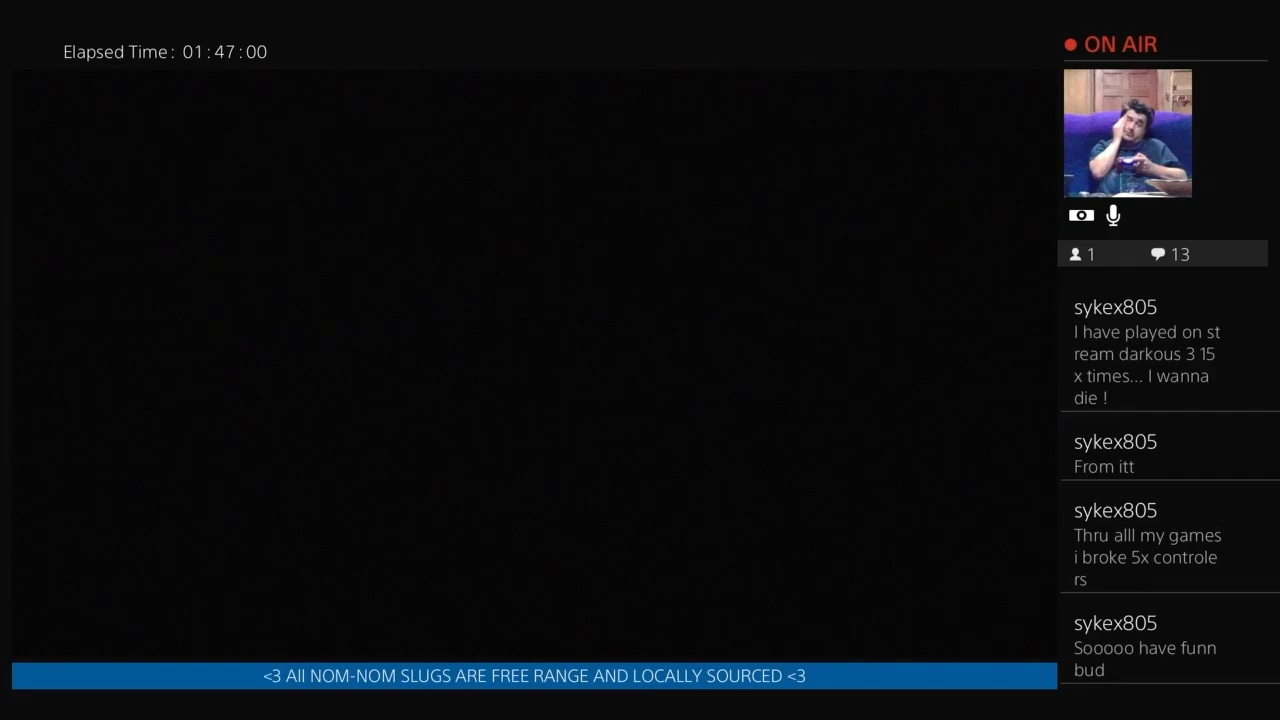 Elapsed Time: 01:47:00
ON AIR
1 13
sykex805
I have played on st
ream darkous 3 15
x times... I wanna
die !
sykex805
From itt
sykex805
Thru alll my games
i broke 5x controle
rs
sykex805
Sooooo have funn
bud
<3 All NOM-NOM SLUGS ARE FREE RANGE AND LOCALLY SOURCED <3